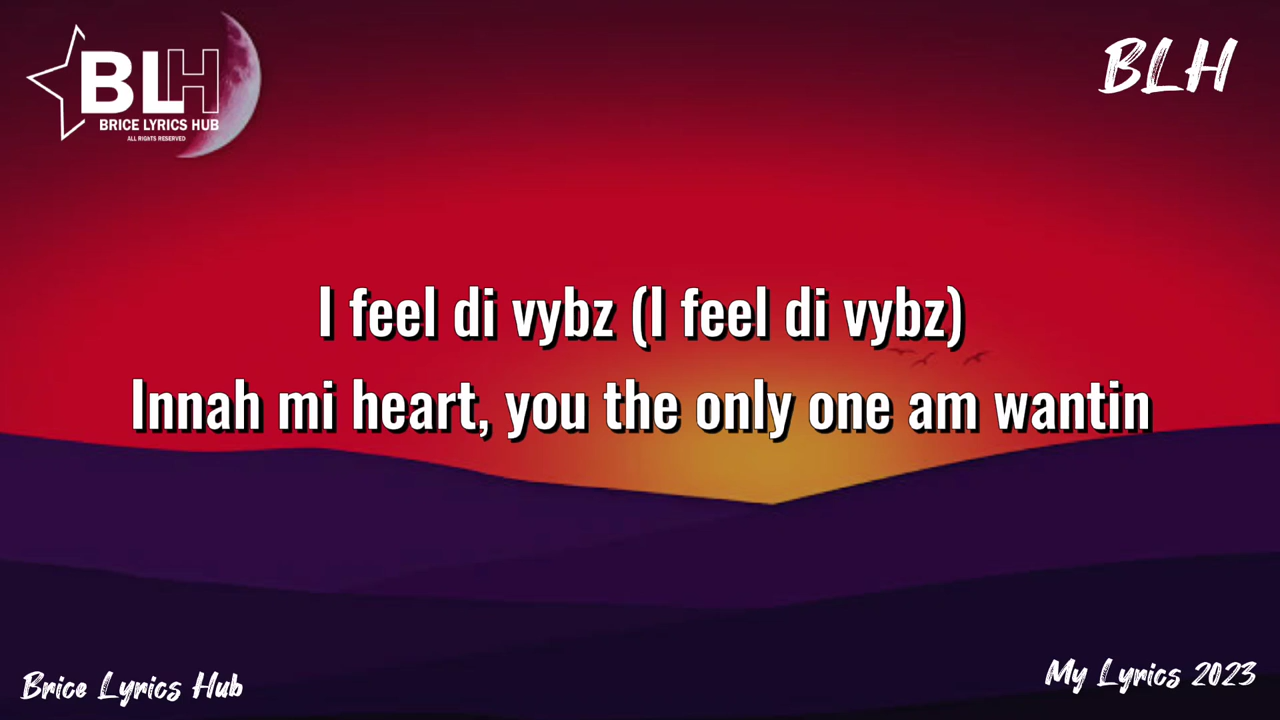 BLH
BRICE LYRICS HUB
ALL RIGHTS RESERVED
BLH
I feel di vybz (I feel di vybz)
Innah mi heart, you the only one am wantin
Brice Lyrics Hub
My Lyrics 2023